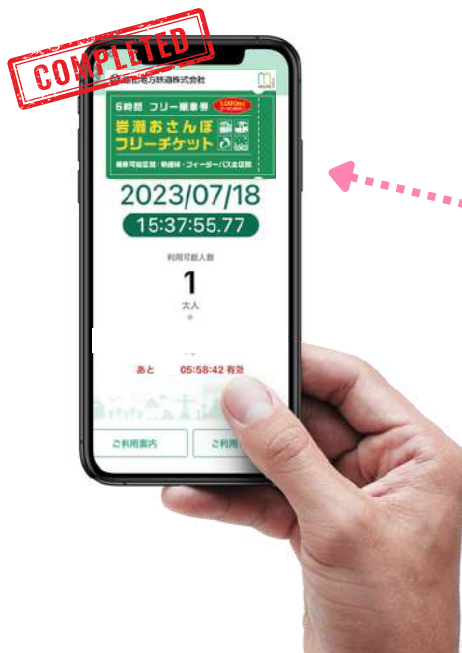 COMPLETED
富山地方鉄道株式会社
6時間 フリー乗車券
岩瀬おさんぽ
フリーチケット
2023/07/18
15:37:55.77
利用可能人数
1
大人
あと 05:58:42 有効
ご利用案内
ご利用